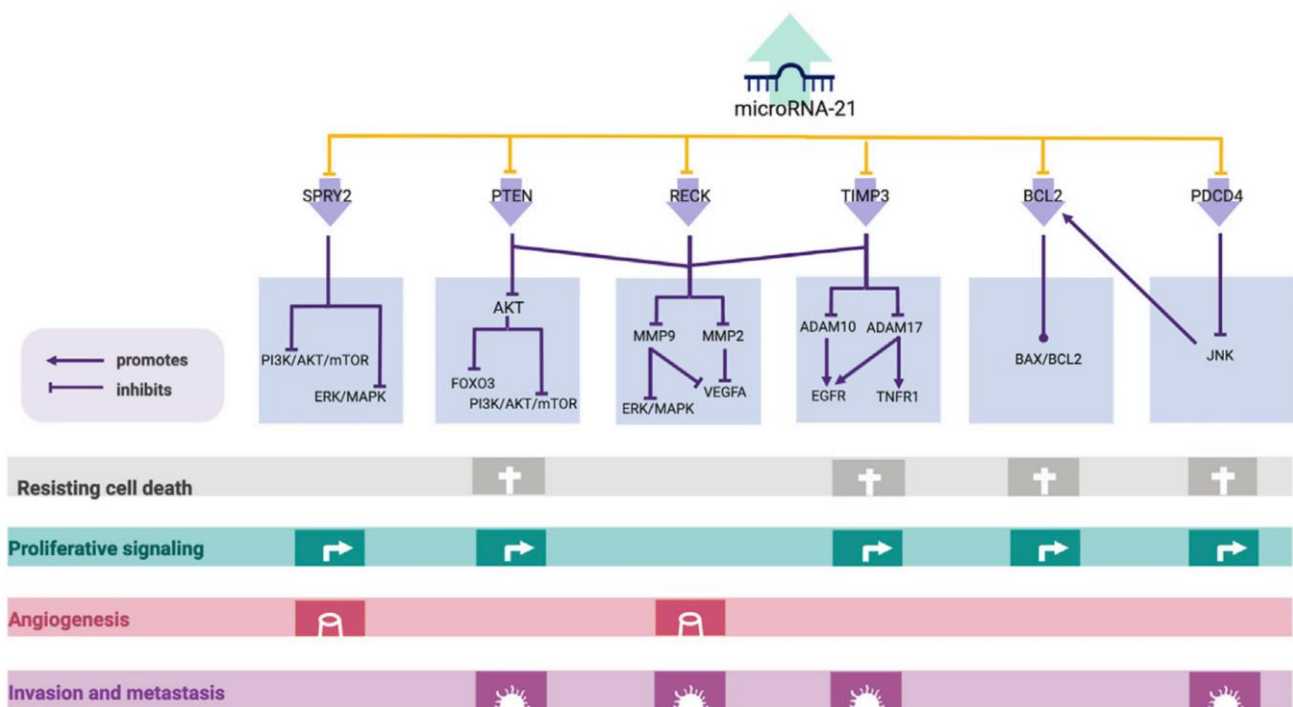 microRNA-21
SPRY2
PTEN
RECK
TIMP3
BCL2
PDCD4
promotes
inhibits
PI3K/AKT/mTOR
ERK/MAPK
AKT
FOXO3
PI3K/AKT/mTOR
MMP9
MMP2
ERK/MAPK
VEGFA
ADAM10
ADAM17
EGFR
TNFR1
BAX/BCL2
JNK
Resisting cell death
Proliferative signaling
Angiogenesis
Invasion and metastasis